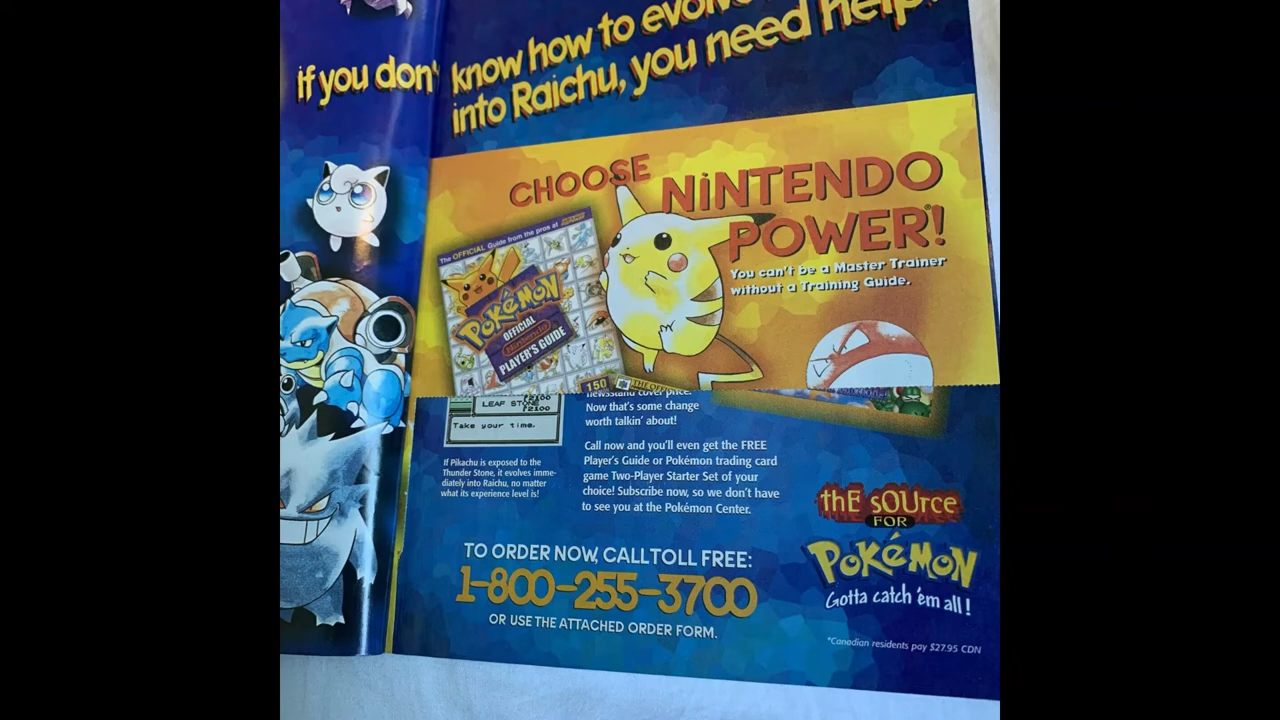 if you don'
know how to evolve
into Raichu, you need help!
CHOOSE
NiNTENDO
POWER!
You can't be a Master Trainer
without a Training Guide.
The OFFICIAL Guide from the pros at
POKéMON
OFFICIAL
Nintendo
PLAYER'S GUIDE
150
LEAF STONE
₽2100
₽2100
Take your time.
If Pikachu is exposed to the
Thunder Stone, it evolves imme-
diately into Raichu, no matter
what its experience level is!
newsstand cover price.
Now that's some change
worth talkin' about!
Call now and you'll even get the FREE
Player's Guide or Pokémon trading card
game Two-Player Starter Set of your
choice! Subscribe now, so we don't have
to see you at the Pokémon Center.
TO ORDER NOW, CALL TOLL FREE:
1-800-255-3700
OR USE THE ATTACHED ORDER FORM.
thE sOUrce
FOR
POKéMON
Gotta catch 'em all!
*Canadian residents pay $27.95 CDN